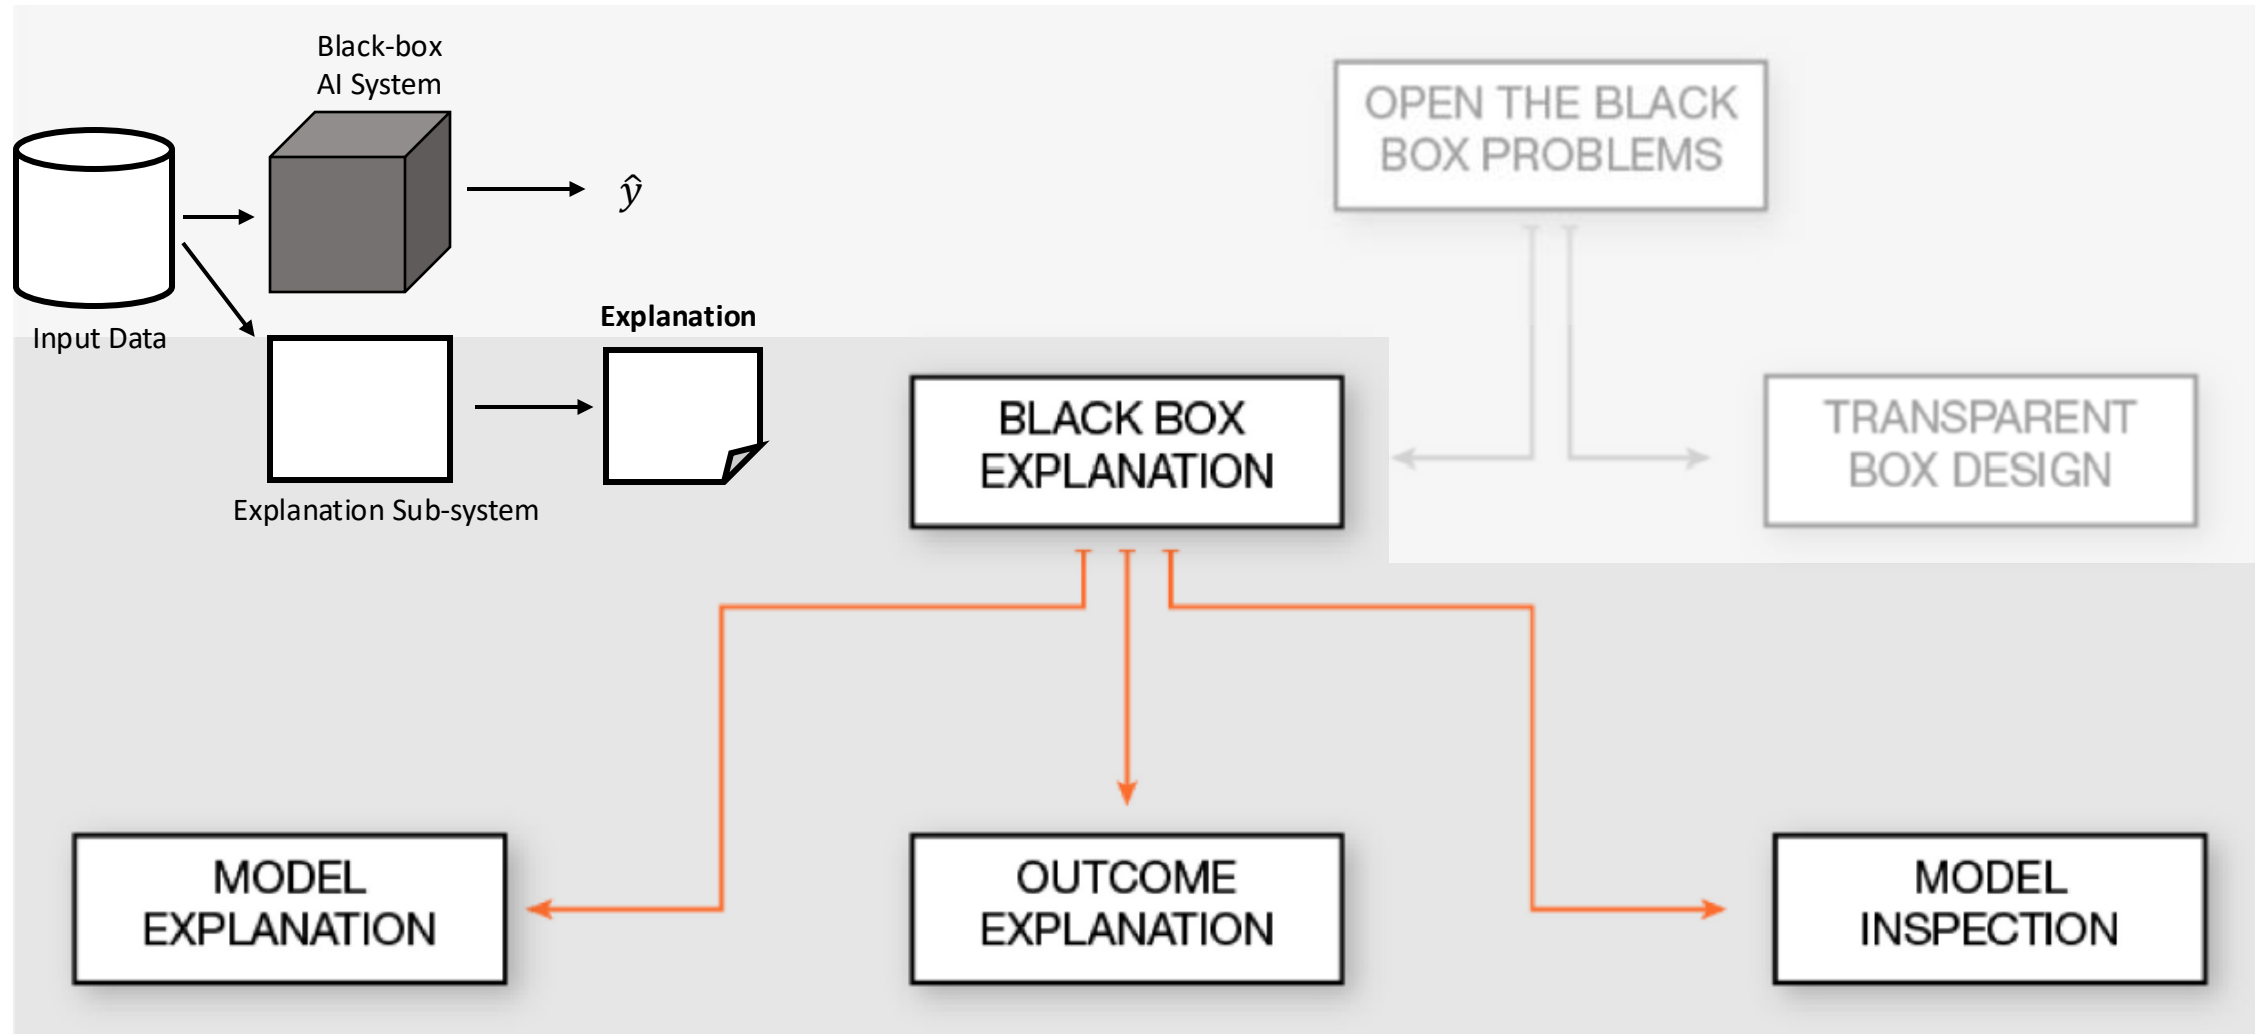 Black-box
AI System
ŷ
Input Data
Explanation
Explanation Sub-system
OPEN THE BLACK
BOX PROBLEMS
BLACK BOX
EXPLANATION
TRANSPARENT
BOX DESIGN
MODEL
EXPLANATION
OUTCOME
EXPLANATION
MODEL
INSPECTION